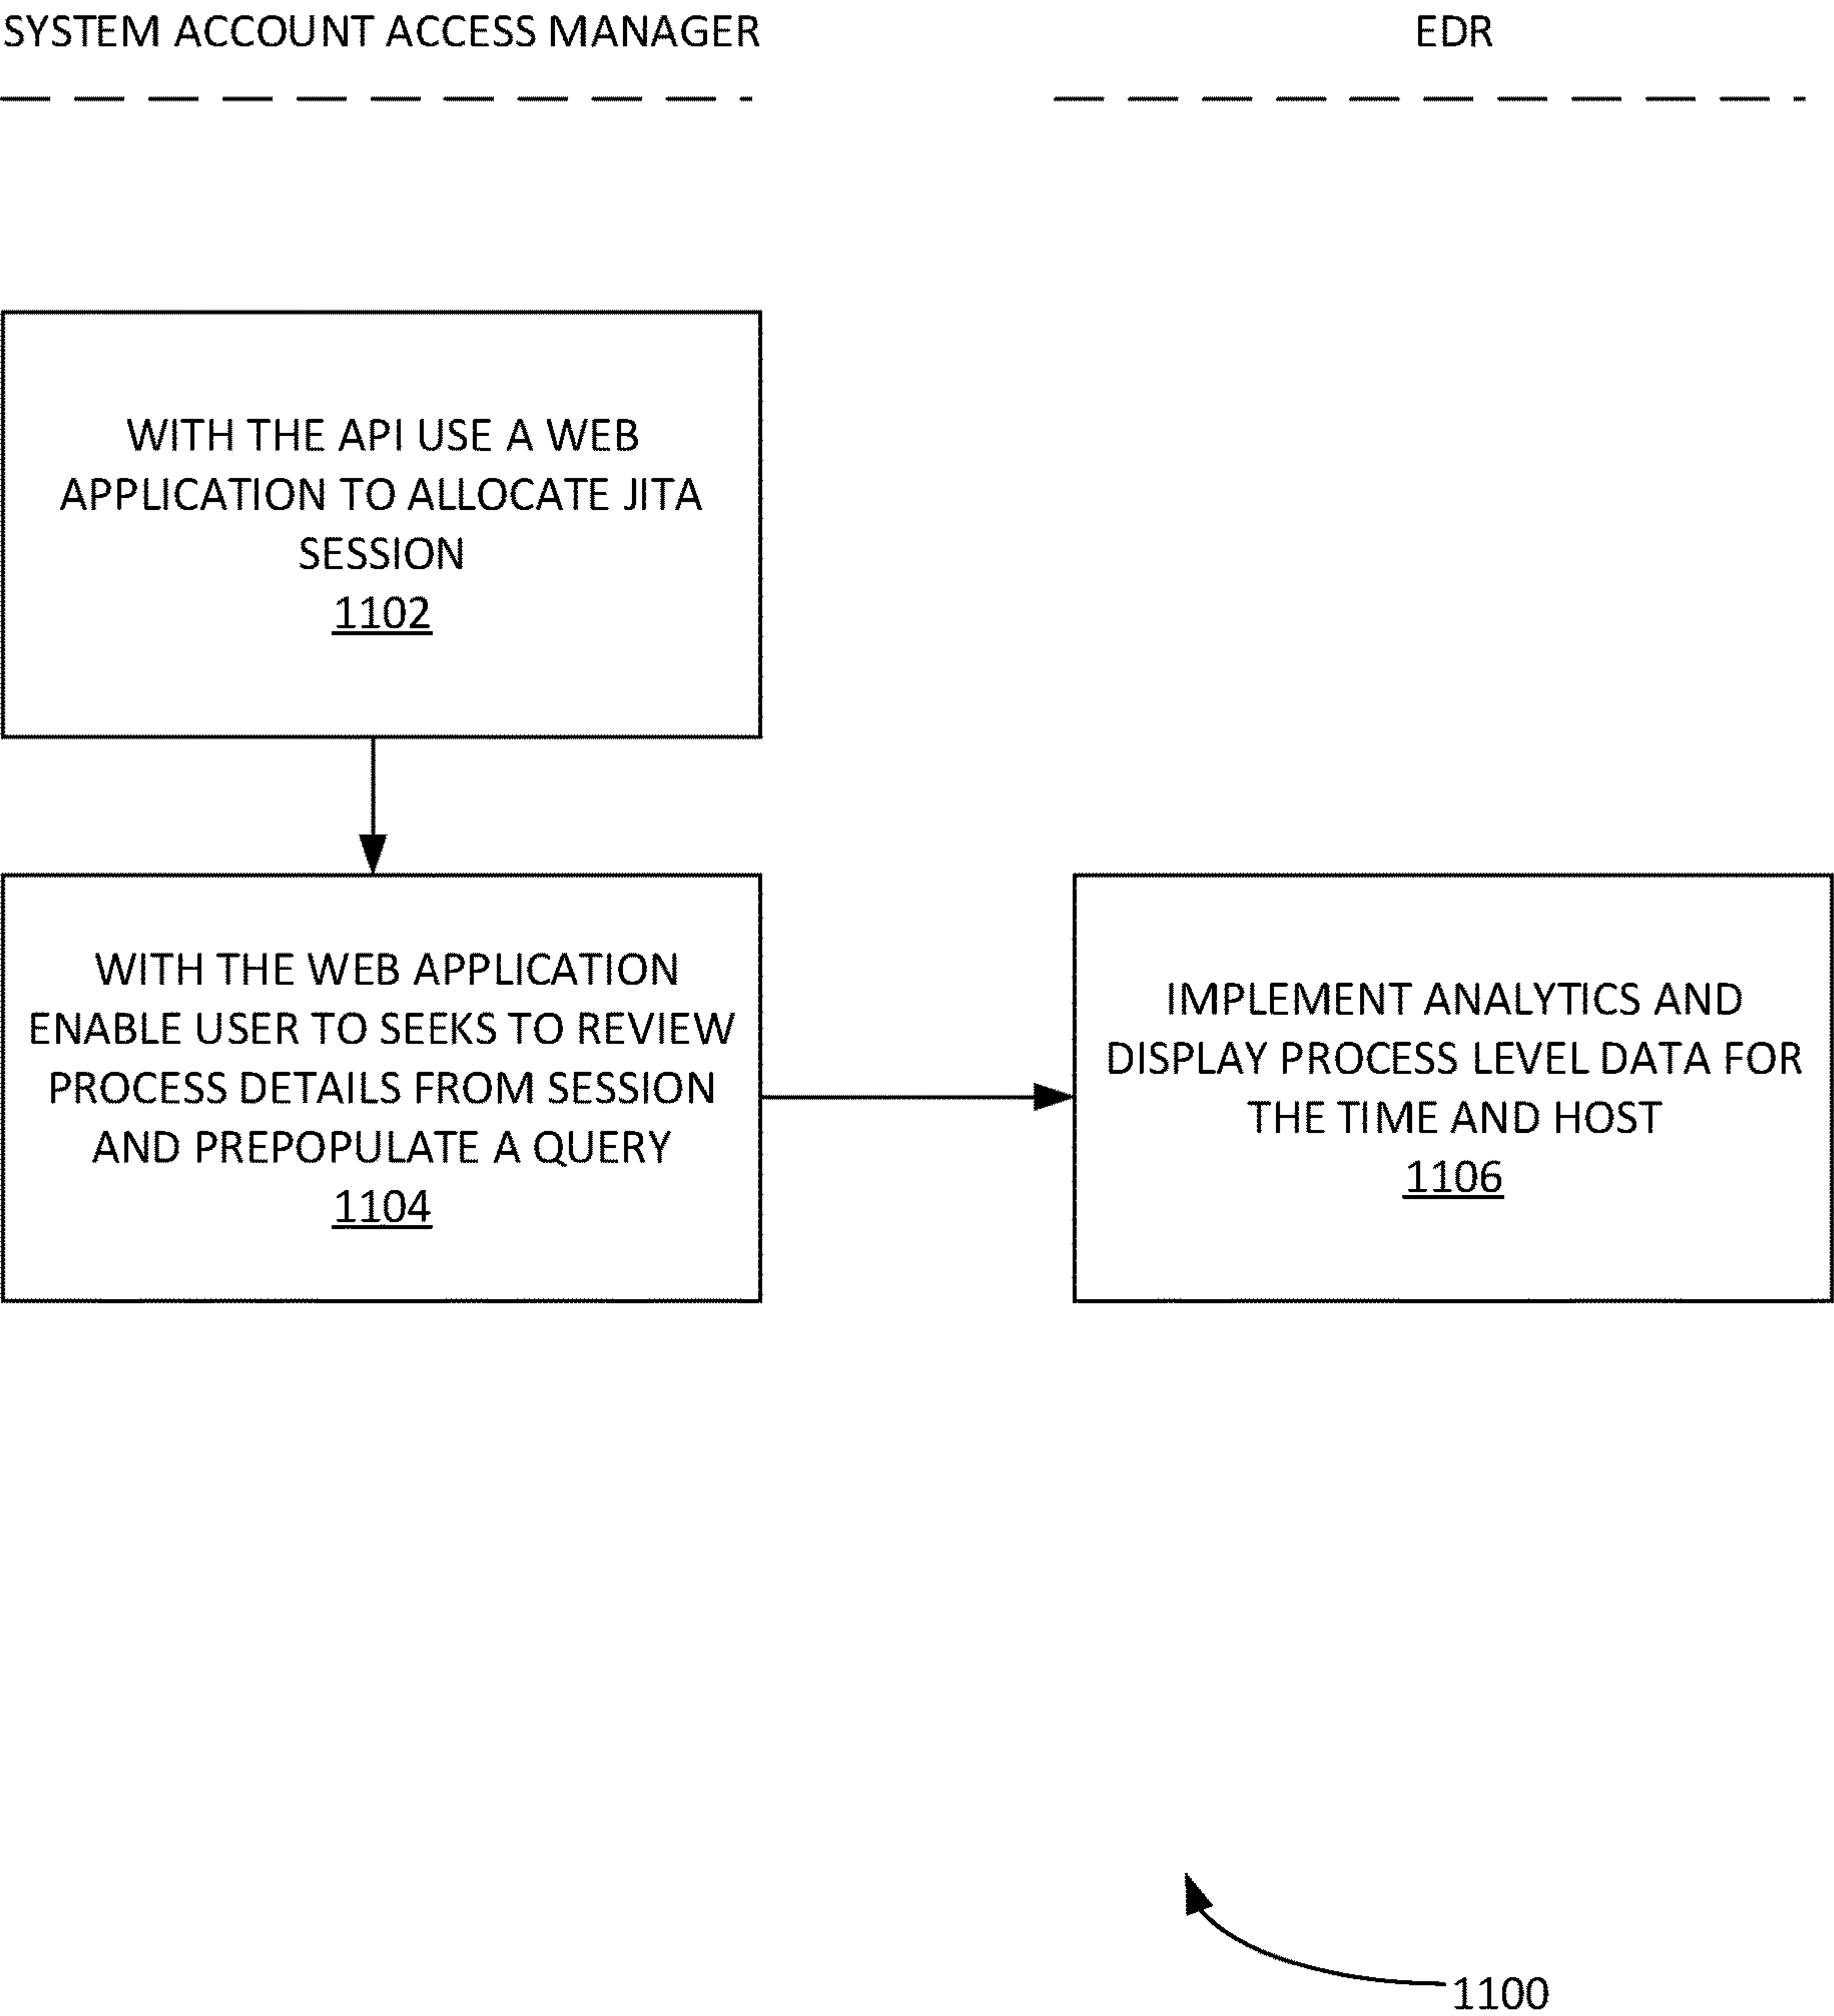 SYSTEM ACCOUNT ACCESS MANAGER
EDR
WITH THE API USE A WEB
APPLICATION TO ALLOCATE JITA
SESSION
1102
WITH THE WEB APPLICATION
ENABLE USER TO SEEKS TO REVIEW
PROCESS DETAILS FROM SESSION
AND PREPOPULATE A QUERY
1104
IMPLEMENT ANALYTICS AND
DISPLAY PROCESS LEVEL DATA FOR
THE TIME AND HOST
1106
1100